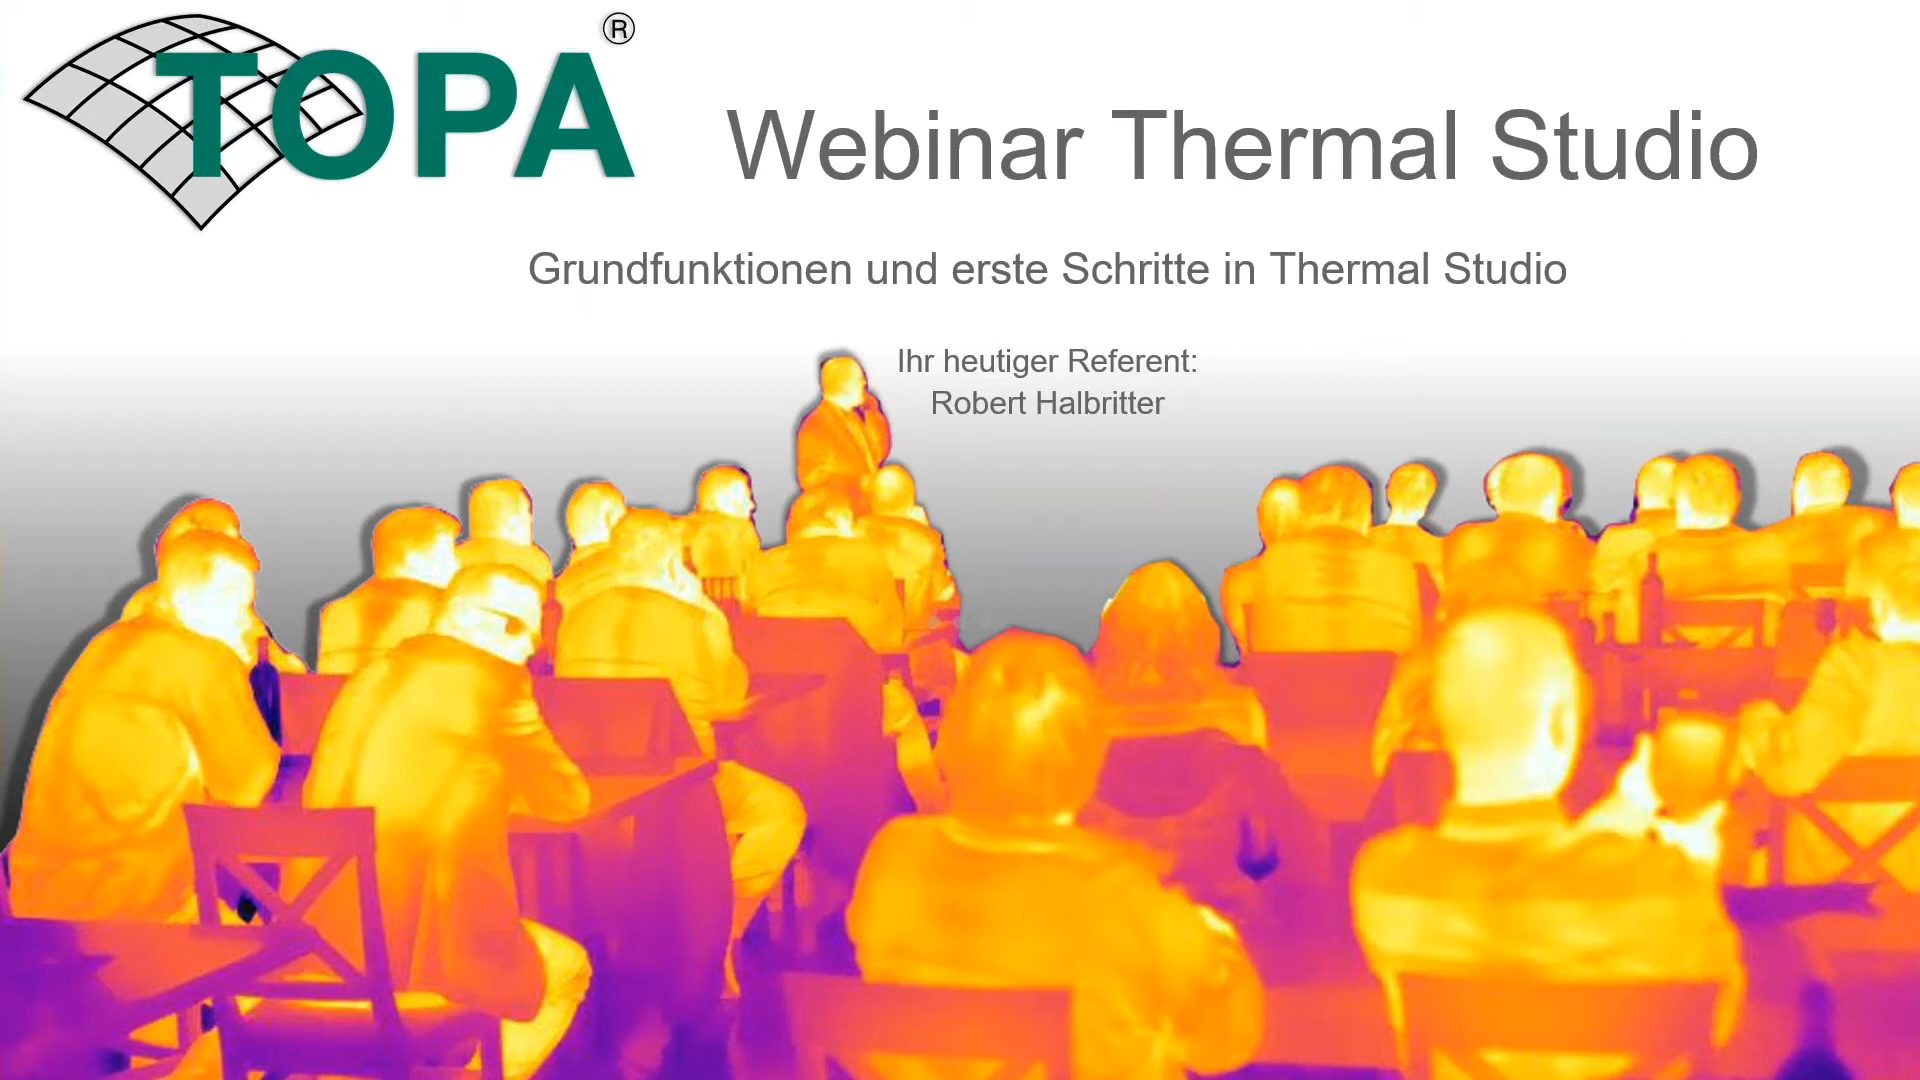 TOPA®
Webinar Thermal Studio
Grundfunktionen und erste Schritte in Thermal Studio
Ihr heutiger Referent:
Robert Halbritter